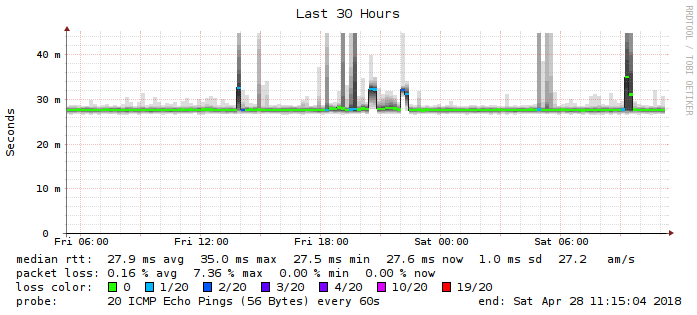 Last 30 Hours
RRDTOOL / TOBI OETIKER
Seconds
40 m
30 m
20 m
10 m
0
Fri 06:00 Fri 12:00 Fri 18:00 Sat 00:00 Sat 06:00
median rtt: 27.9 ms avg 35.0 ms max 27.5 ms min 27.6 ms now 1.0 ms sd 27.2 am/s
packet loss: 0.16 % avg 7.36 % max 0.00 % min 0.00 % now
loss color: 0 1/20 2/20 3/20 4/20 10/20 19/20
probe: 20 ICMP Echo Pings (56 Bytes) every 60s end: Sat Apr 28 11:15:04 2018